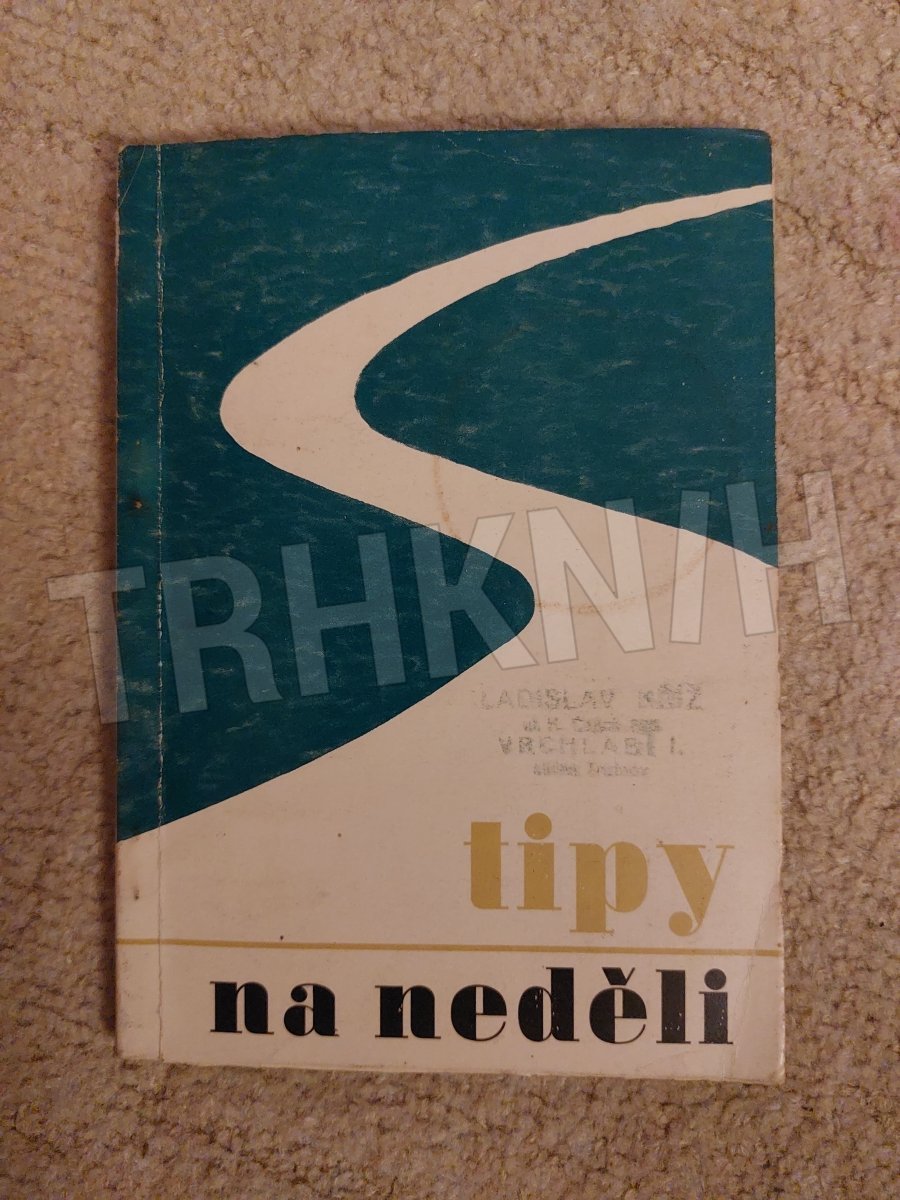 TRHKNIH
LADISLAV
VRCHLABÍ I.
tipy
na neděli